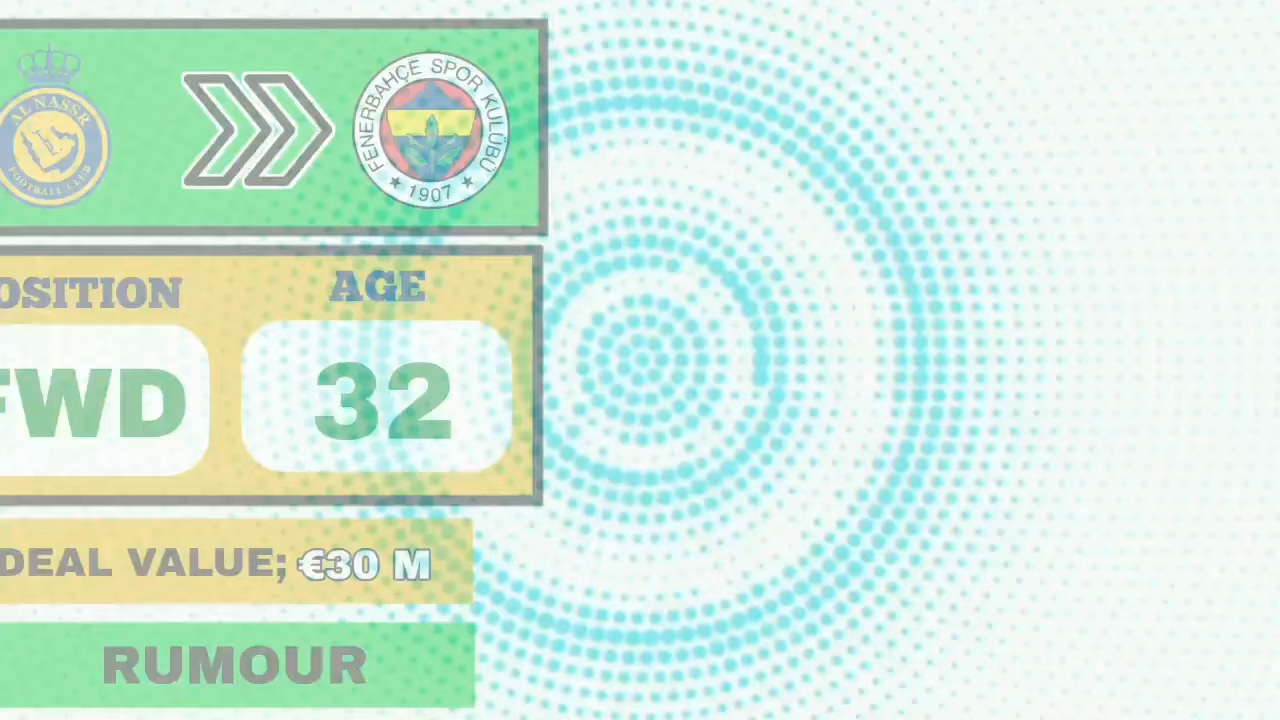 AL NASSR
FOOTBALL CLUB
FENERBAHÇE SPOR KULÜBÜ
★ 1907 ★
OSITION
AGE
FWD
32
DEAL VALUE; €30 M
RUMOUR